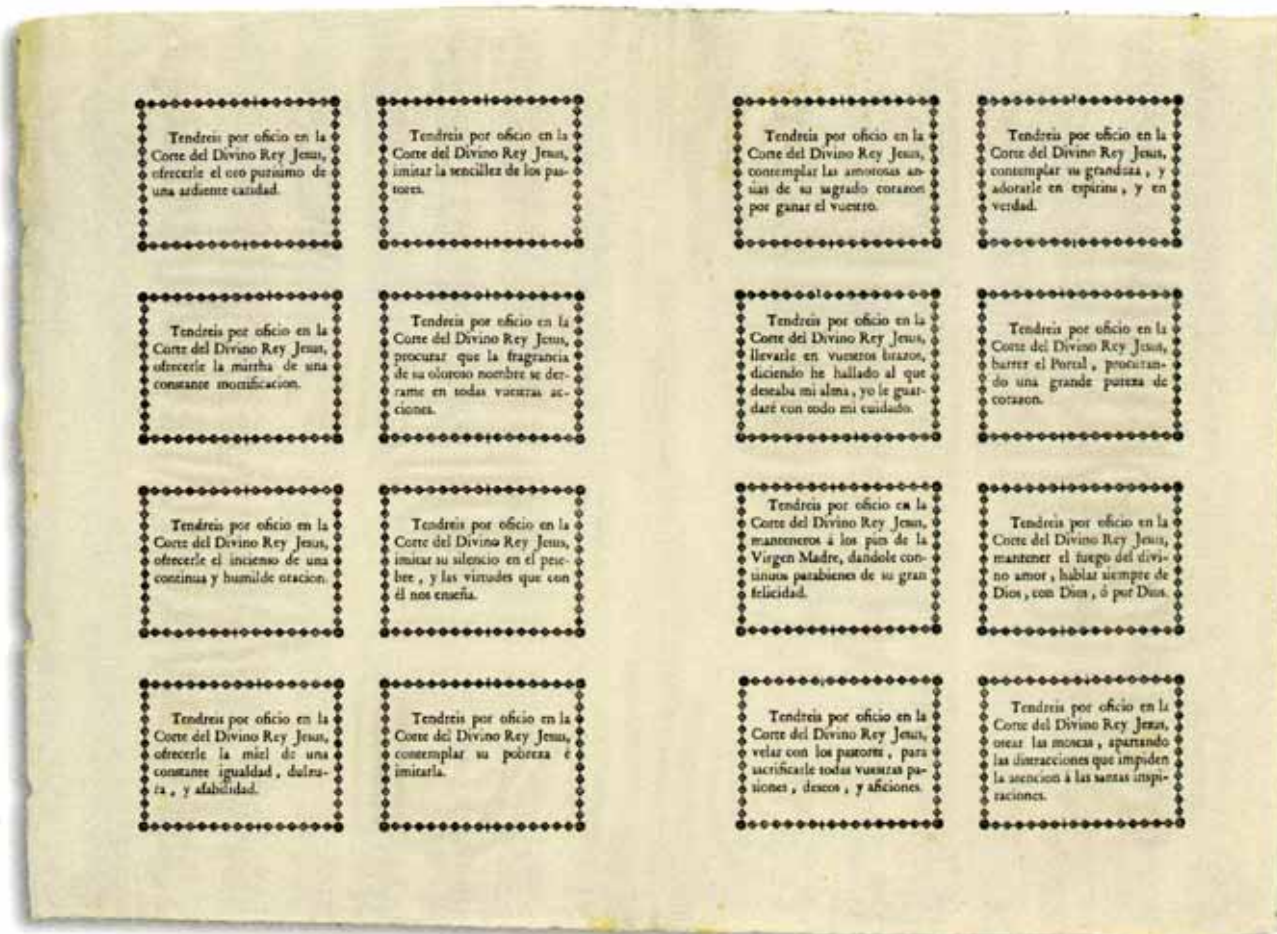 Tendreis por oficio en la
Corte del Divino Rey Jesus,
ofrecerle el oro purisimo de
una ardiente caridad.
Tendreis por oficio en la
Corte del Divino Rey Jesus,
imitar la sencillez de los pas-
tores.
Tendreis por oficio en la
Corte del Divino Rey Jesus,
ofrecerle la mirrha de una
constante mortificacion.
Tendreis por oficio en la
Corte del Divino Rey Jesus,
procurar que la fragrancia
de su oloroso nombre se der-
rame en todas vuestras ac-
ciones.
Tendreis por oficio en la
Corte del Divino Rey Jesus,
ofrecerle el incienso de una
continua y humilde oracion.
Tendreis por oficio en la
Corte del Divino Rey Jesus,
imitar su silencio en el pese-
bre , y las virtudes que con
él nos enseña.
Tendreis por oficio en la
Corte del Divino Rey Jesus,
ofrecerle la miel de una
constante igualdad , dulzu-
ra , y afabilidad.
Tendreis por oficio en la
Corte del Divino Rey Jesus,
contemplar su pobreza é
imitarla.
Tendreis por oficio en la
Corte del Divino Rey Jesus,
contemplar las amorosas an-
sias de su sagrado corazon
por ganar el vuestro.
Tendreis por oficio en la
Corte del Divino Rey Jesus,
contemplar su grandeza , y
adorarle en espiritu , y en
verdad.
Tendreis por oficio en la
Corte del Divino Rey Jesus,
llevarle en vuestros brazos,
diciendo he hallado al que
deseaba mi alma , yo le guar-
daré con todo mi cuidado.
Tendreis por oficio en la
Corte del Divino Rey Jesus,
barrer el Portal , procuran-
do una grande pureza de
corazon.
Tendreis por oficio en la
Corte del Divino Rey Jesus,
manteneros á los pies de la
Virgen Madre, dandole con-
tinuos parabienes de su gran
felicidad.
Tendreis por oficio en la
Corte del Divino Rey Jesus,
mantener el fuego del divi-
no amor , hablar siempre de
Dios , con Dios , ó por Dios.
Tendreis por oficio en la
Corte del Divino Rey Jesus,
velar con los pastores , para
sacrificarle todas vuestras pa-
siones , deseos , y aficiones.
Tendreis por oficio en la
Corte del Divino Rey Jesus,
osear las moscas , apartando
las distracciones que impiden
la atencion á las santas inspi-
raciones.